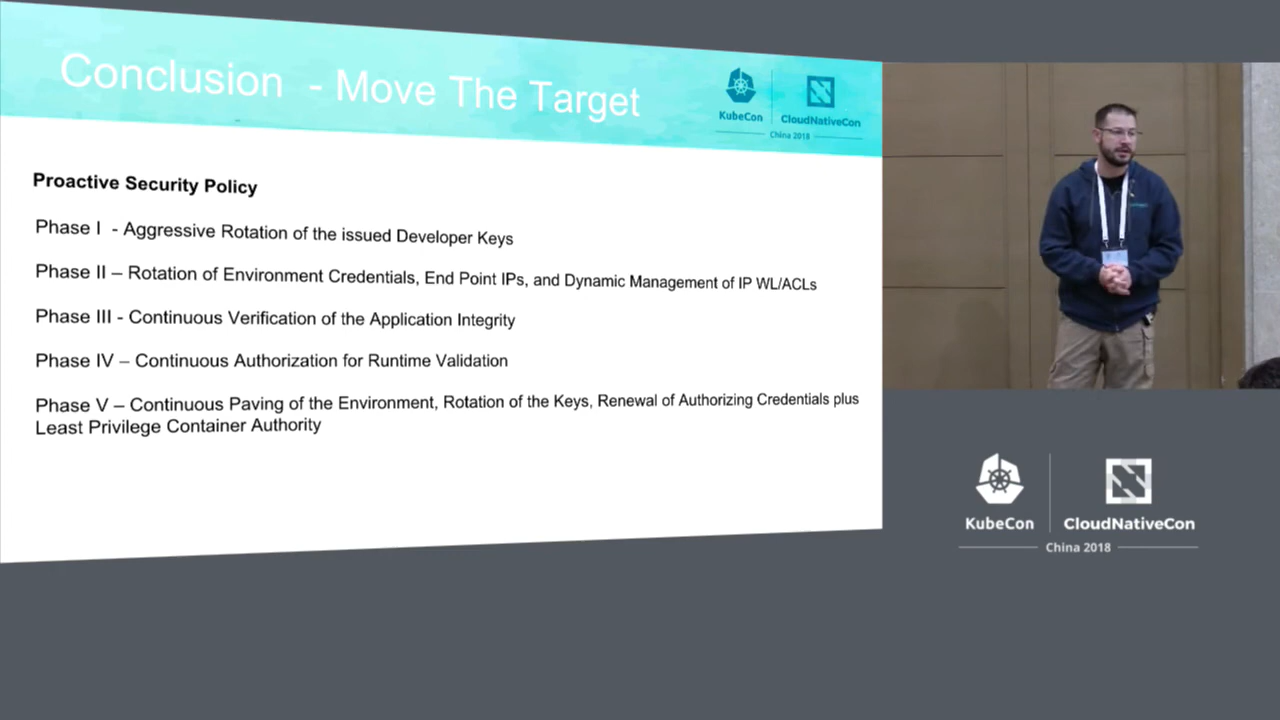 Conclusion - Move The Target
KubeCon
CloudNativeCon
China 2018
Proactive Security Policy
Phase I - Aggressive Rotation of the issued Developer Keys
Phase II – Rotation of Environment Credentials, End Point IPs, and Dynamic Management of IP WL/ACLs
Phase III - Continuous Verification of the Application Integrity
Phase IV – Continuous Authorization for Runtime Validation
Phase V – Continuous Paving of the Environment, Rotation of the Keys, Renewal of Authorizing Credentials plus
Least Privilege Container Authority
KubeCon
CloudNativeCon
China 2018